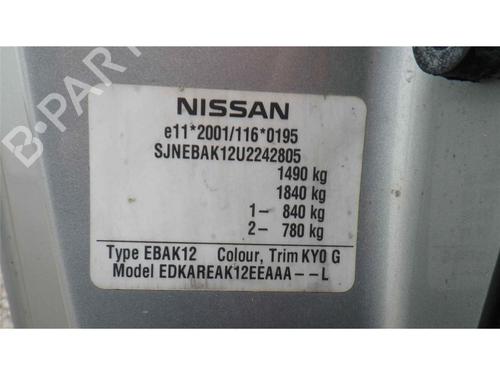 NISSAN
e11*2001/116*0195
SJNEBAK12U2242805
1490 kg
1840 kg
1- 840 kg
2- 780 kg
Type EBAK12 Colour, Trim KY0 G
Model EDKAREAK12EEAAA--L